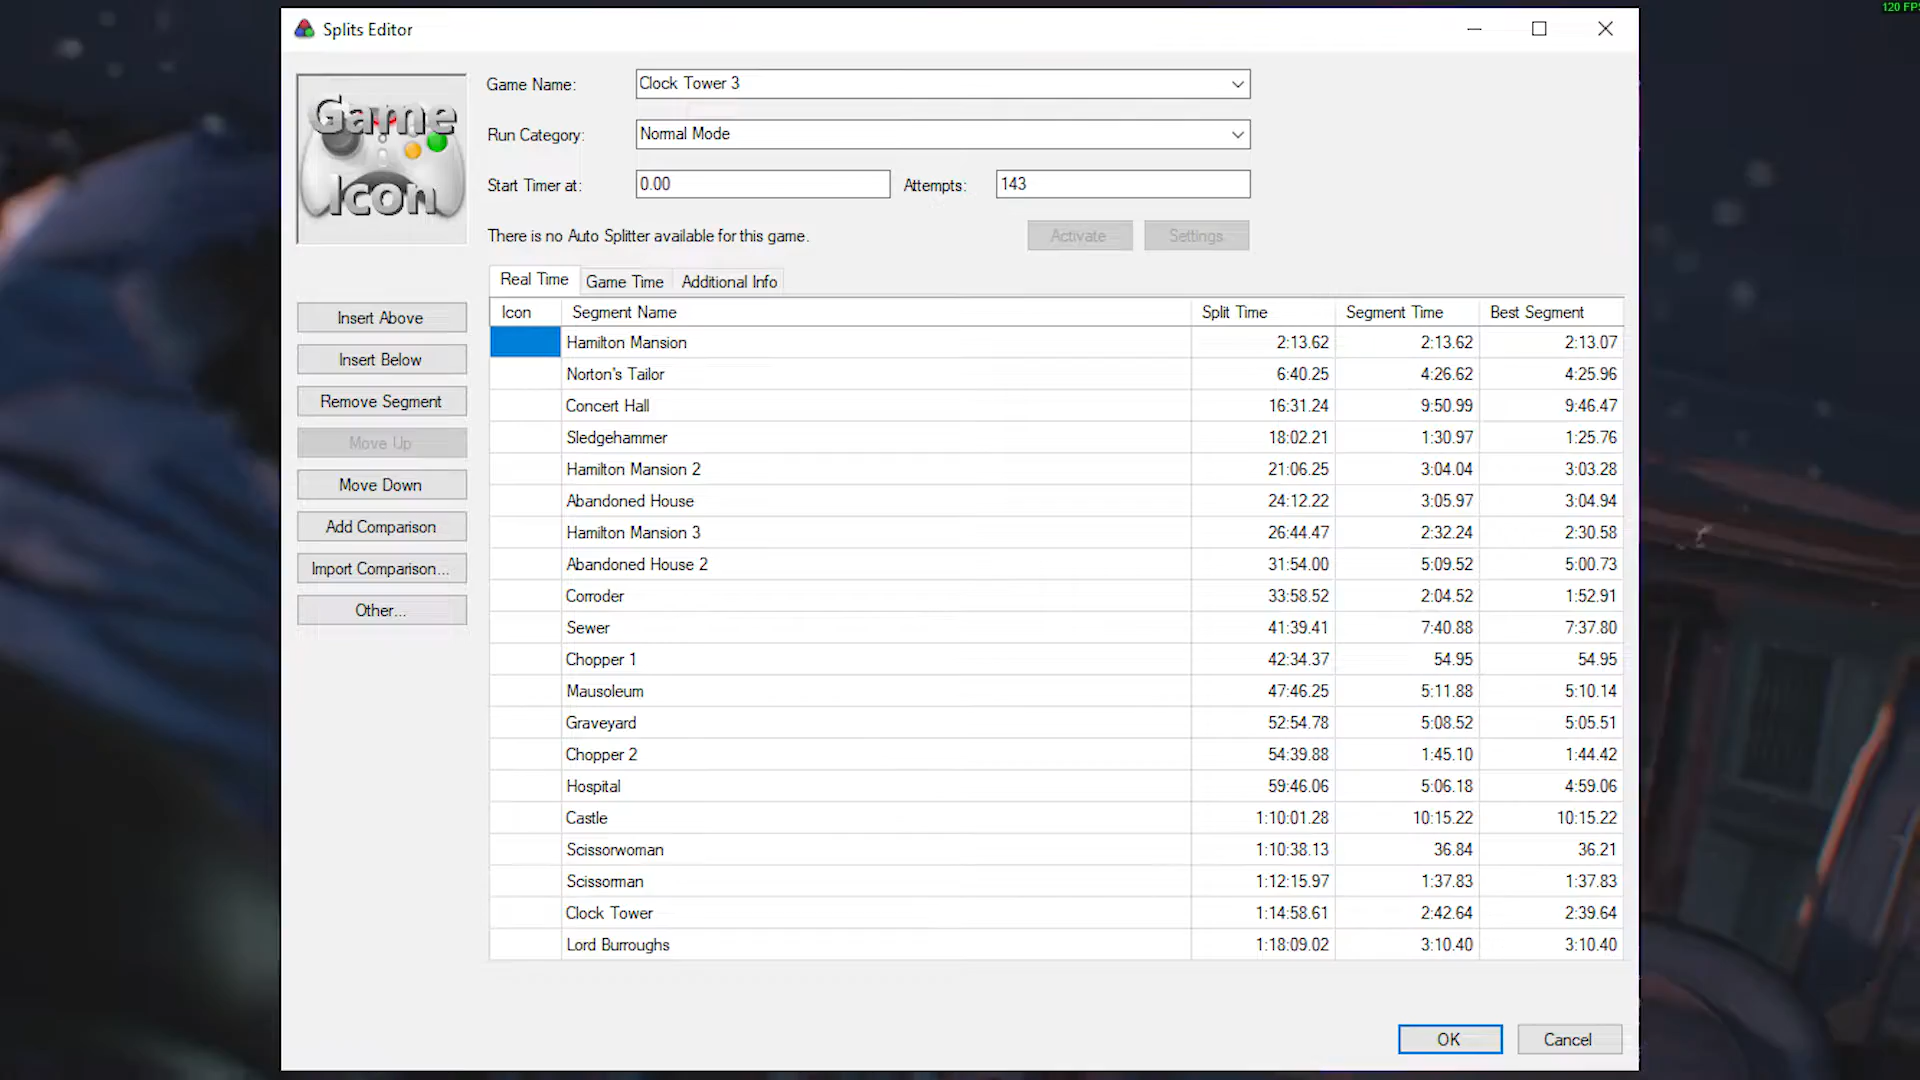 120 FPS
Splits Editor
Game Icon
Game Name: Clock Tower 3
Run Category: Normal Mode
Start Timer at: 0.00 Attempts: 143
There is no Auto Splitter available for this game. Activate Settings
Real Time Game Time Additional Info
Insert Above
Insert Below
Remove Segment
Move Up
Move Down
Add Comparison
Import Comparison...
Other...
Icon Segment Name Split Time Segment Time Best Segment
Hamilton Mansion 2:13.62 2:13.62 2:13.07
Norton's Tailor 6:40.25 4:26.62 4:25.96
Concert Hall 16:31.24 9:50.99 9:46.47
Sledgehammer 18:02.21 1:30.97 1:25.76
Hamilton Mansion 2 21:06.25 3:04.04 3:03.28
Abandoned House 24:12.22 3:05.97 3:04.94
Hamilton Mansion 3 26:44.47 2:32.24 2:30.58
Abandoned House 2 31:54.00 5:09.52 5:00.73
Corroder 33:58.52 2:04.52 1:52.91
Sewer 41:39.41 7:40.88 7:37.80
Chopper 1 42:34.37 54.95 54.95
Mausoleum 47:46.25 5:11.88 5:10.14
Graveyard 52:54.78 5:08.52 5:05.51
Chopper 2 54:39.88 1:45.10 1:44.42
Hospital 59:46.06 5:06.18 4:59.06
Castle 1:10:01.28 10:15.22 10:15.22
Scissorwoman 1:10:38.13 36.84 36.21
Scissorman 1:12:15.97 1:37.83 1:37.83
Clock Tower 1:14:58.61 2:42.64 2:39.64
Lord Burroughs 1:18:09.02 3:10.40 3:10.40
OK Cancel